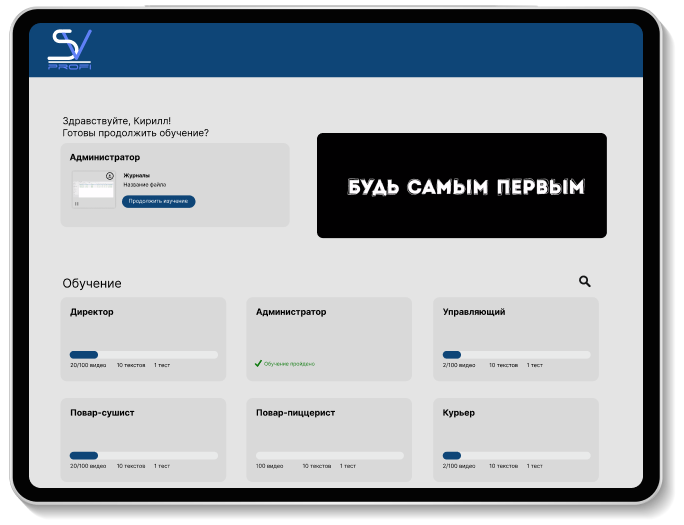 SV
PROFI
Здравствуйте, Кирилл!
Готовы продолжить обучение?
Администратор
Журналы
Название файла
Продолжить изучение
БУДЬ САМЫМ ПЕРВЫМ
Обучение
Директор
20/100 видео 10 текстов 1 тест
Администратор
Обучение пройдено
Управляющий
2/100 видео 10 текстов 1 тест
Повар-сушист
20/100 видео 10 текстов 1 тест
Повар-пиццерист
100 видео 10 текстов 1 тест
Курьер
2/100 видео 10 текстов 1 тест